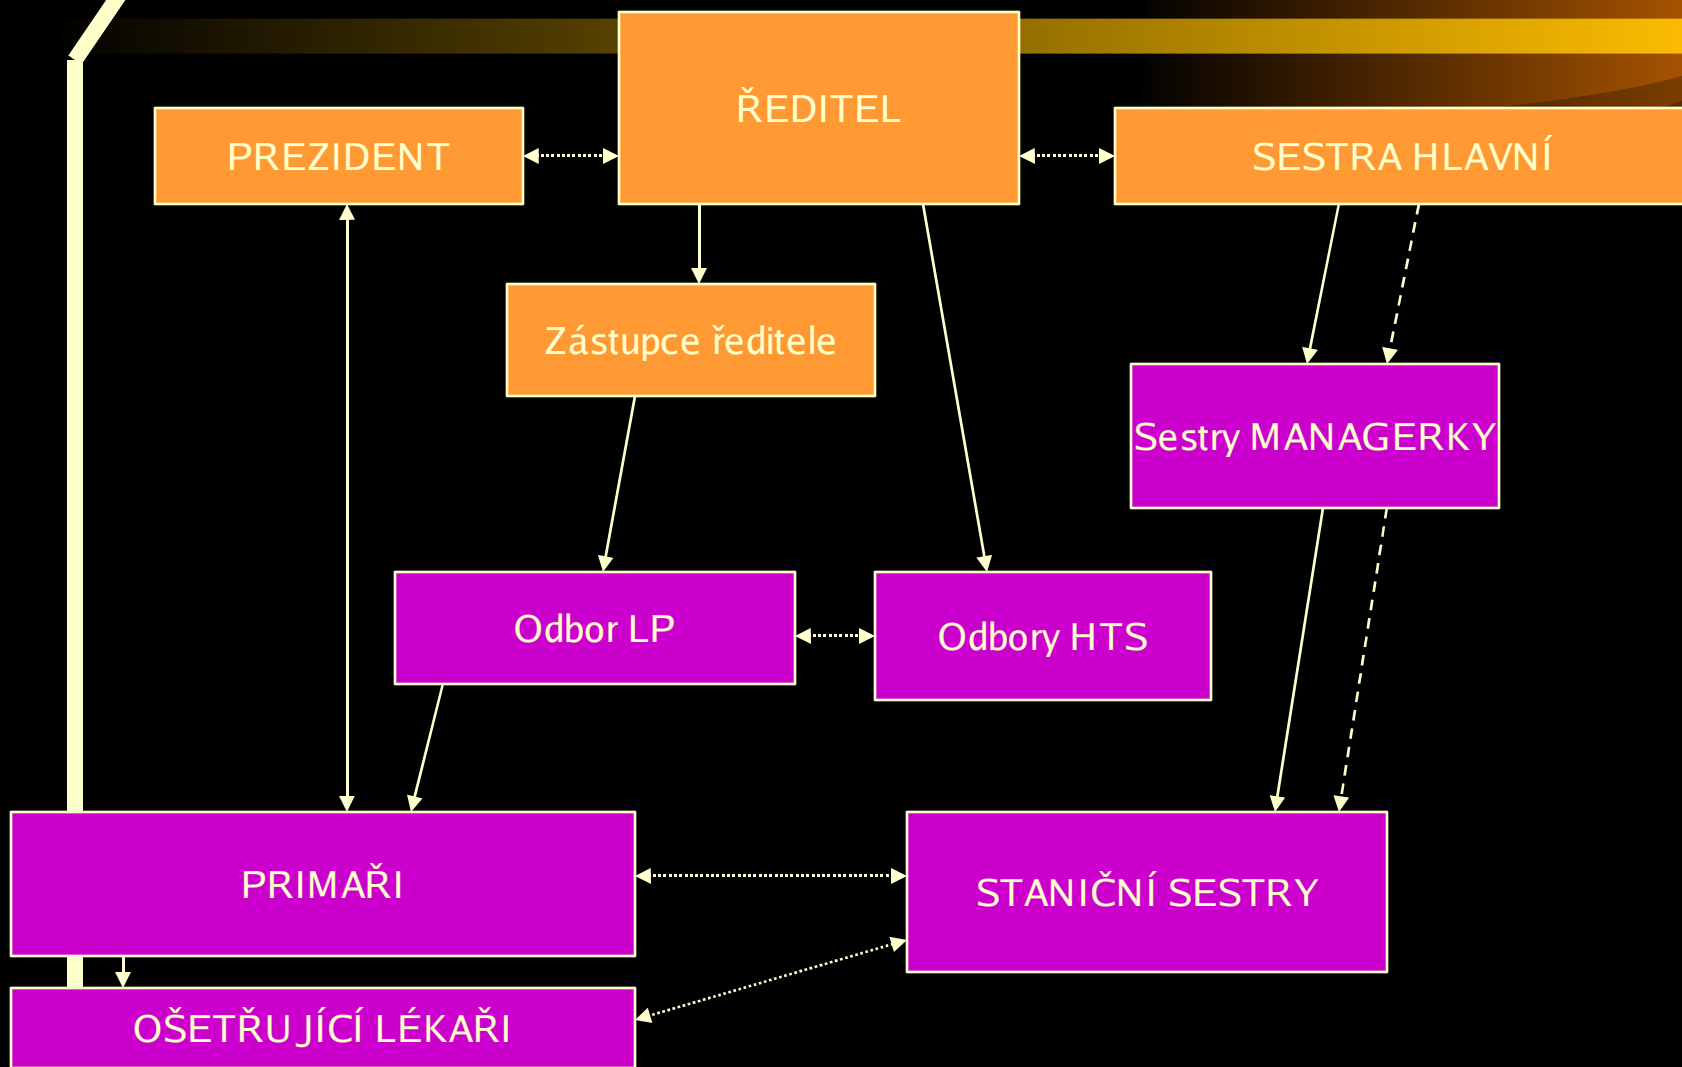 ŘEDITEL
PREZIDENT
SESTRA HLAVNÍ
Zástupce ředitele
Sestry MANAGERKY
Odbor LP
Odbory HTS
PRIMAŘI
STANIČNÍ SESTRY
OŠETŘUJÍCÍ LÉKAŘI